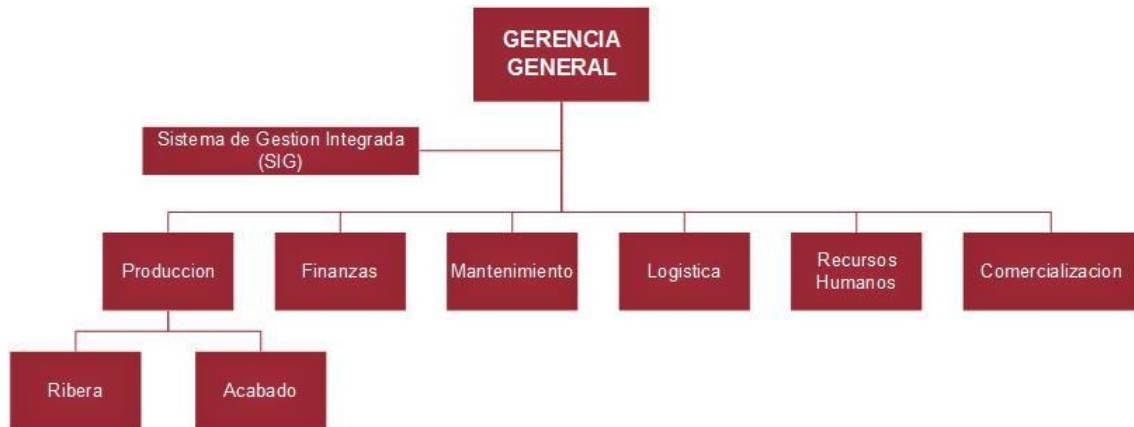 GERENCIA
GENERAL
Sistema de Gestion Integrada
(SIG)
Produccion
Finanzas
Mantenimiento
Logistica
Recursos
Humanos
Comercializacion
Ribera
Acabado